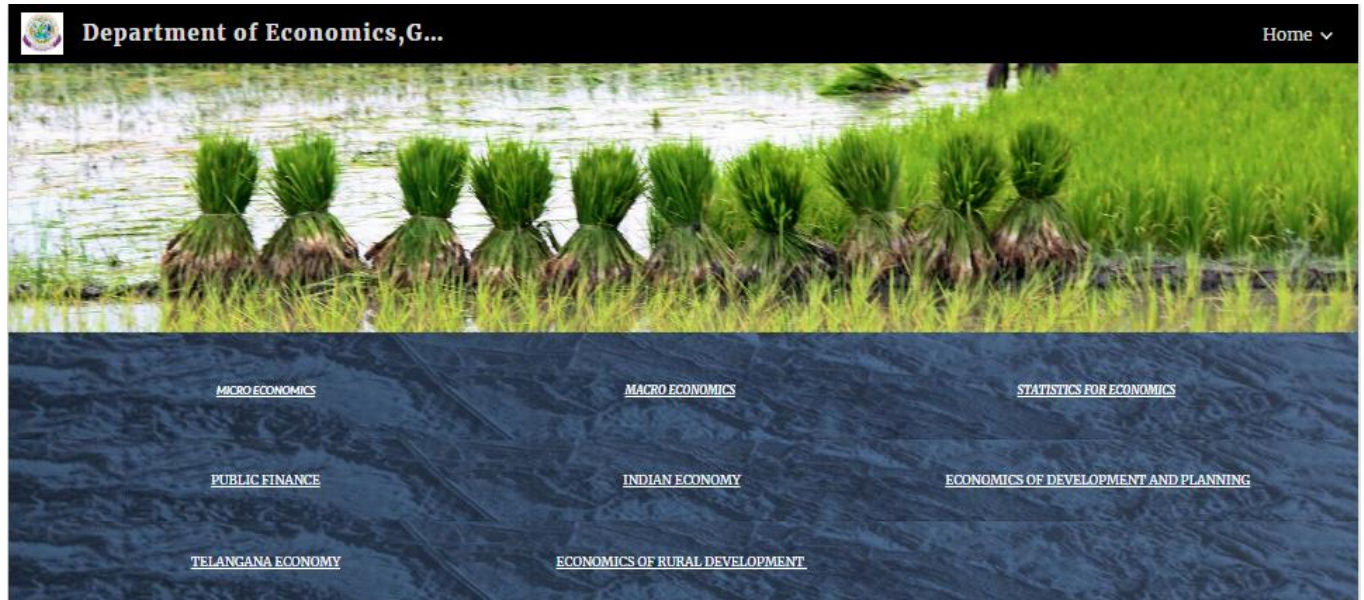 Department of Economics,G...
Home
MICRO ECONOMICS
MACRO ECONOMICS
STATISTICS FOR ECONOMICS
PUBLIC FINANCE
INDIAN ECONOMY
ECONOMICS OF DEVELOPMENT AND PLANNING
TELANGANA ECONOMY
ECONOMICS OF RURAL DEVELOPMENT